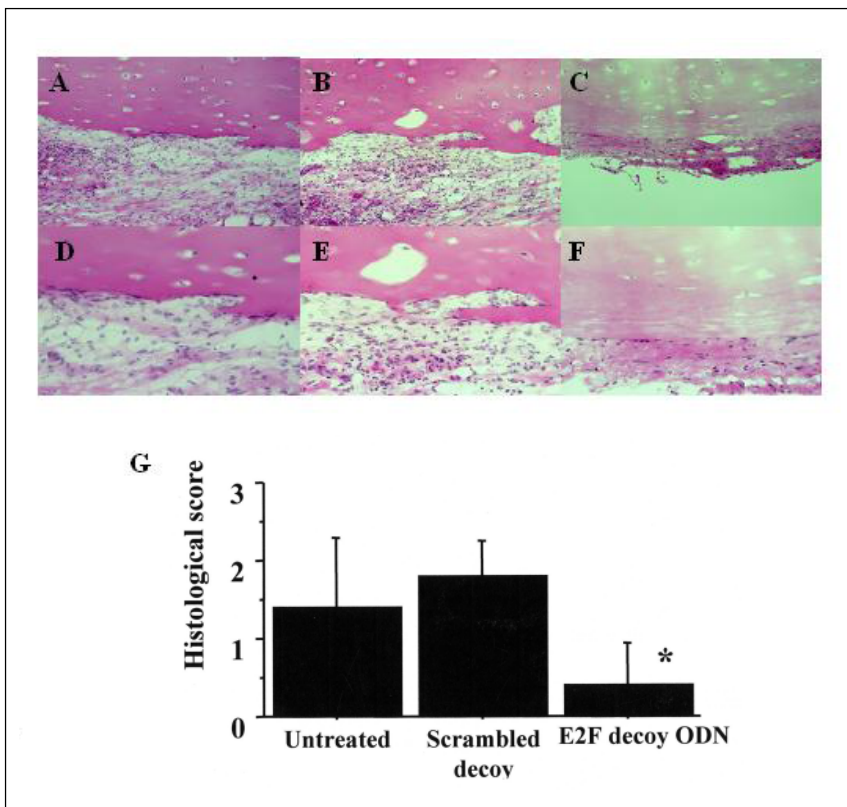 A
B
C
D
E
F
G
Histological score
3
2
1
0
Untreated
Scrambled
decoy
E2F decoy ODN
*